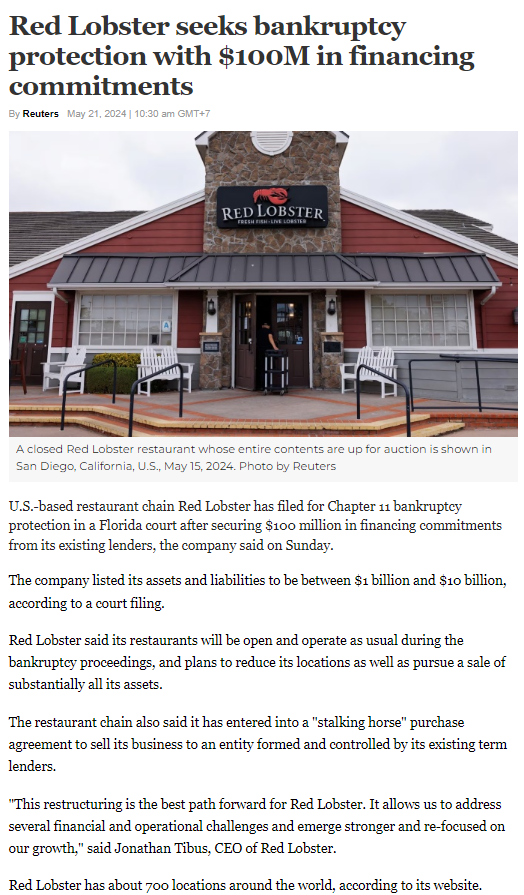 Red Lobster seeks bankruptcy
protection with $100M in financing
commitments
By Reuters May 21, 2024 | 10:30 am GMT+7
RED LOBSTER
FRESH FISH • LIVE LOBSTER
A
A closed Red Lobster restaurant whose entire contents are up for auction is shown in
San Diego, California, U.S., May 15, 2024. Photo by Reuters
U.S.-based restaurant chain Red Lobster has filed for Chapter 11 bankruptcy
protection in a Florida court after securing $100 million in financing commitments
from its existing lenders, the company said on Sunday.
The company listed its assets and liabilities to be between $1 billion and $10 billion,
according to a court filing.
Red Lobster said its restaurants will be open and operate as usual during the
bankruptcy proceedings, and plans to reduce its locations as well as pursue a sale of
substantially all its assets.
The restaurant chain also said it has entered into a "stalking horse" purchase
agreement to sell its business to an entity formed and controlled by its existing term
lenders.
"This restructuring is the best path forward for Red Lobster. It allows us to address
several financial and operational challenges and emerge stronger and re-focused on
our growth," said Jonathan Tibus, CEO of Red Lobster.
Red Lobster has about 700 locations around the world, according to its website.